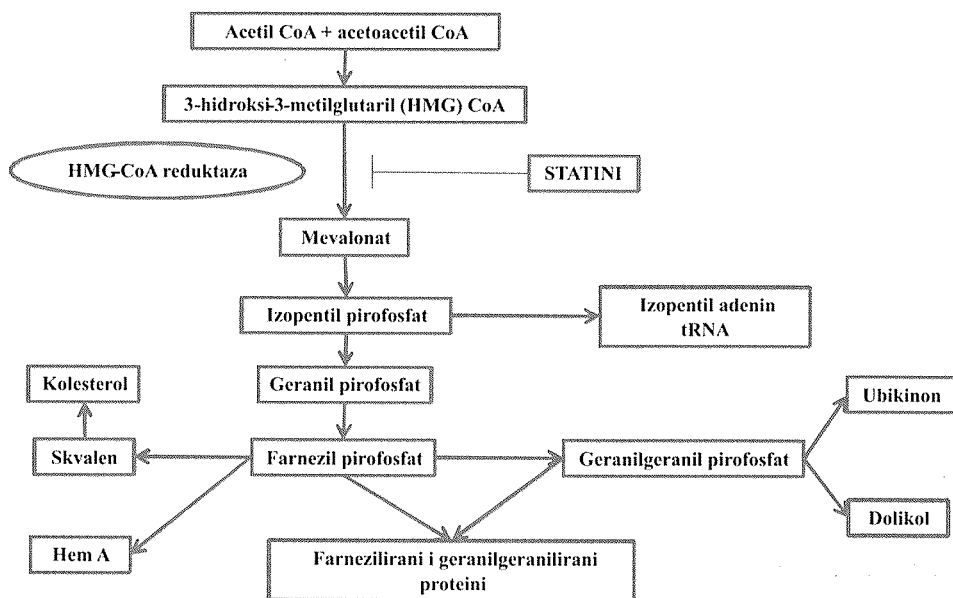 Acetil CoA + acetoacetil CoA
3-hidroksi-3-metilglutaril (HMG) CoA
HMG-CoA reduktaza
STATINI
Mevalonat
Izopentil pirofosfat
Izopentil adenin
tRNA
Kolesterol
Geranil pirofosfat
Ubikinon
Skvalen
Farnezil pirofosfat
Geranilgeranil pirofosfat
Dolikol
Hem A
Farnezilirani i geranilgeranilirani
proteini